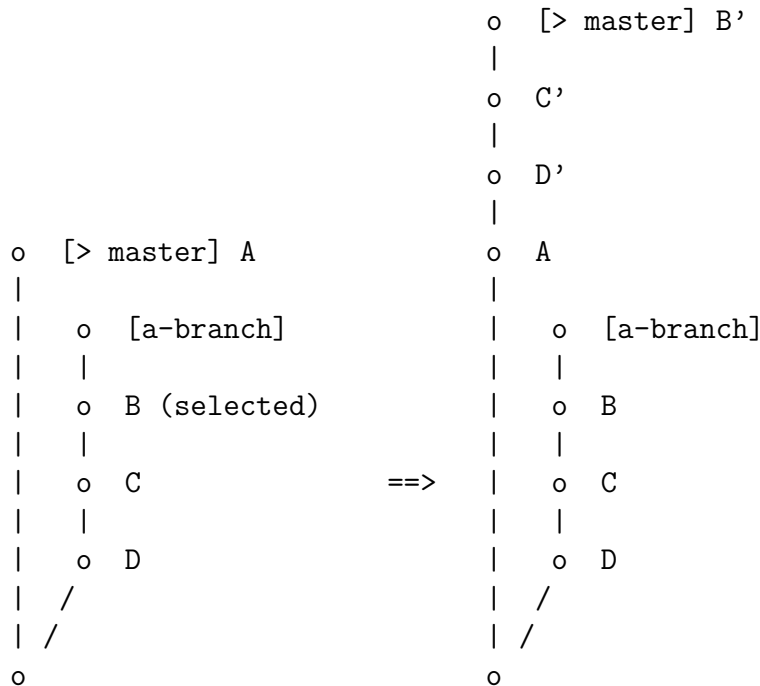 o [> master] B’
|
o C’
|
o D’
|
o [> master] A o A
| |
| o [a-branch] | o [a-branch]
| | | |
| o B (selected) | o B
| | | |
| o C ==> | o C
| | | |
| o D | o D
| / | /
| / | /
o o